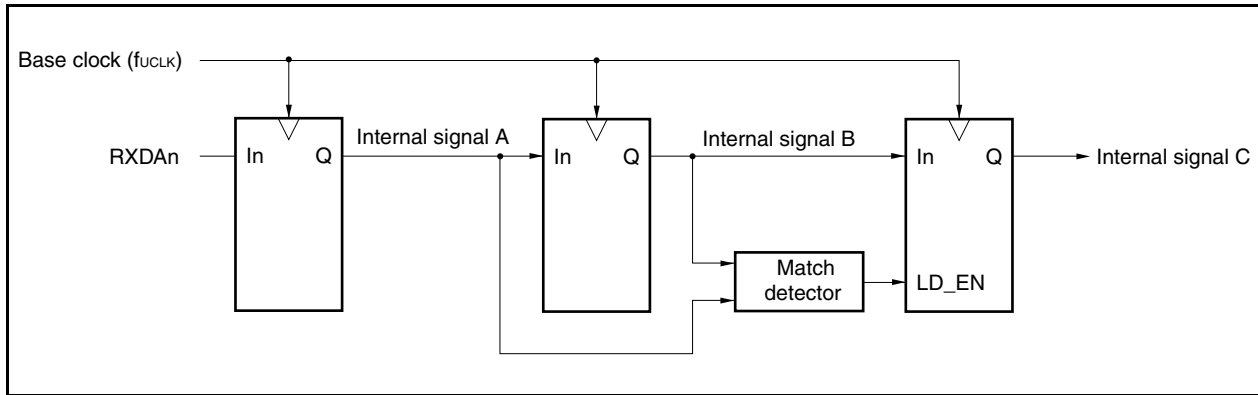 Base clock (fUCLK)
RXDAn
In
Q
Internal signal A
In
Q
Internal signal B
In
Q
Internal signal C
Match
detector
LD_EN